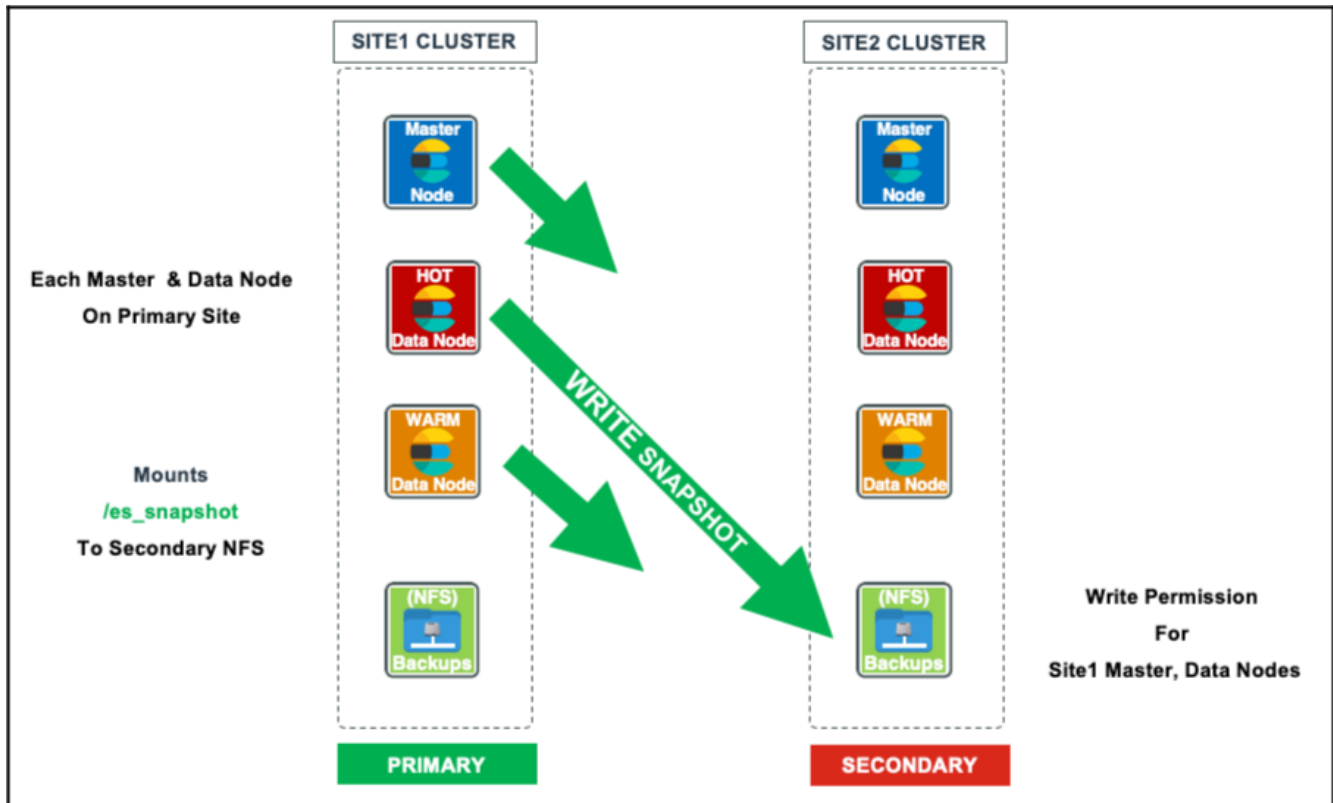 SITE1 CLUSTER
SITE2 CLUSTER
Master
Node
Master
Node
Each Master & Data Node
On Primary Site
HOT
Data Node
HOT
Data Node
WRITE SNAPSHOT
WARM
Data Node
WARM
Data Node
Mounts
/es_snapshot
To Secondary NFS
(NFS)
Backups
(NFS)
Backups
Write Permission
For
Site1 Master, Data Nodes
PRIMARY
SECONDARY